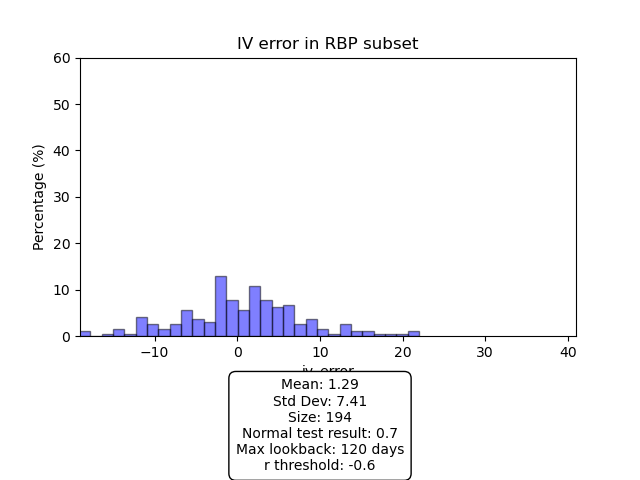 IV error in RBP subset
Percentage (%)
60
50
40
30
20
10
0
−10 0 10 20 30 40
iv_error
Mean: 1.29
Std Dev: 7.41
Size: 194
Normal test result: 0.7
Max lookback: 120 days
r threshold: -0.6